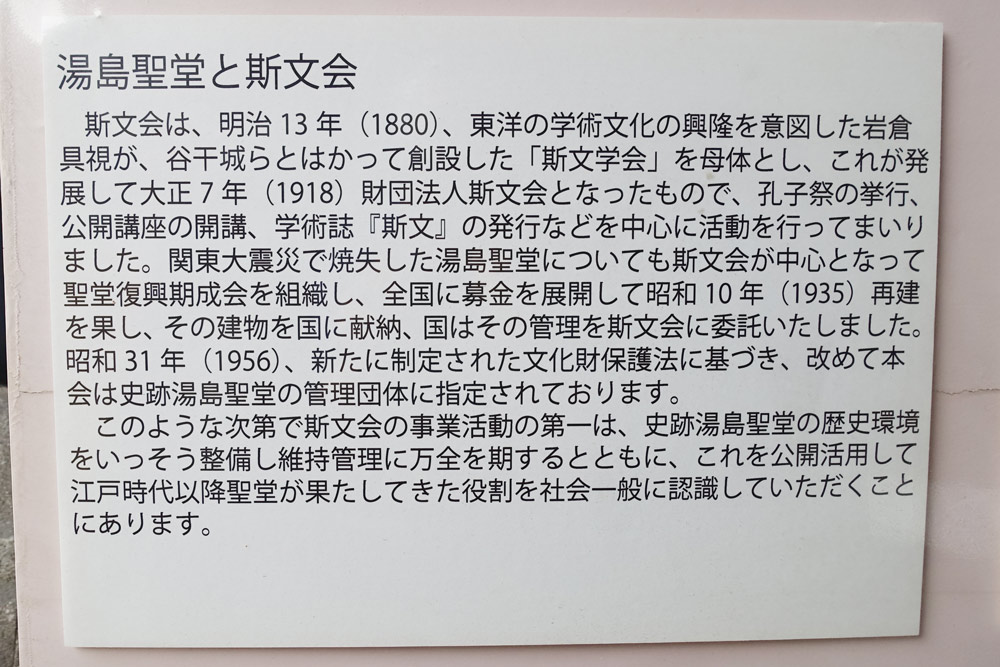 湯島聖堂と斯文会
斯文会は、明治 13 年（1880）、東洋の学術文化の興隆を意図した岩倉
具視が、谷干城らとはかって創設した「斯文学会」を母体とし、これが発
展して大正 7 年（1918）財団法人斯文会となったもので、孔子祭の挙行、
公開講座の開講、学術誌『斯文』の発行などを中心に活動を行ってまいり
ました。関東大震災で焼失した湯島聖堂についても斯文会が中心となって
聖堂復興期成会を組織し、全国に募金を展開して昭和 10 年（1935）再建
を果し、その建物を国に献納、国はその管理を斯文会に委託いたしました。
昭和 31 年（1956）、新たに制定された文化財保護法に基づき、改めて本
会は史跡湯島聖堂の管理団体に指定されております。
このような次第で斯文会の事業活動の第一は、史跡湯島聖堂の歴史環境
をいっそう整備し維持管理に万全を期するとともに、これを公開活用して
江戸時代以降聖堂が果たしてきた役割を社会一般に認識していただくこと
にあります。